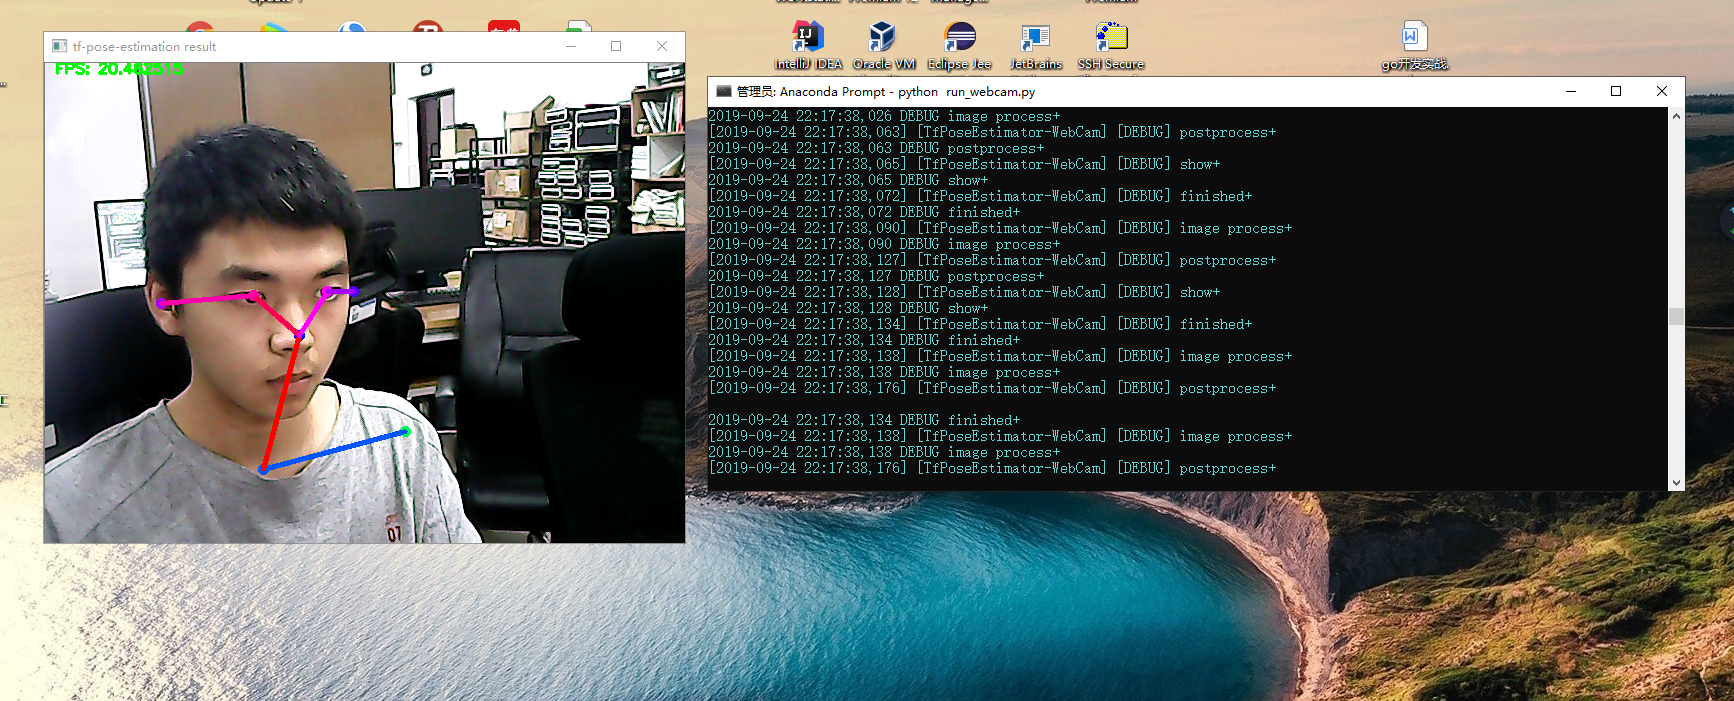 tf-pose-estimation result
FPS: 20.462515
07
IntelliJ IDEA
Oracle VM
Eclipse Jee
JetBrains
SSH Secure
go开发实战.
管理员: Anaconda Prompt - python  run_webcam.py
2019-09-24 22:17:38,026 DEBUG image process+
[2019-09-24 22:17:38,063] [TfPoseEstimator-WebCam] [DEBUG] postprocess+
2019-09-24 22:17:38,063 DEBUG postprocess+
[2019-09-24 22:17:38,065] [TfPoseEstimator-WebCam] [DEBUG] show+
2019-09-24 22:17:38,065 DEBUG show+
[2019-09-24 22:17:38,072] [TfPoseEstimator-WebCam] [DEBUG] finished+
2019-09-24 22:17:38,072 DEBUG finished+
[2019-09-24 22:17:38,090] [TfPoseEstimator-WebCam] [DEBUG] image process+
2019-09-24 22:17:38,090 DEBUG image process+
[2019-09-24 22:17:38,127] [TfPoseEstimator-WebCam] [DEBUG] postprocess+
2019-09-24 22:17:38,127 DEBUG postprocess+
[2019-09-24 22:17:38,128] [TfPoseEstimator-WebCam] [DEBUG] show+
2019-09-24 22:17:38,128 DEBUG show+
[2019-09-24 22:17:38,134] [TfPoseEstimator-WebCam] [DEBUG] finished+
2019-09-24 22:17:38,134 DEBUG finished+
[2019-09-24 22:17:38,138] [TfPoseEstimator-WebCam] [DEBUG] image process+
2019-09-24 22:17:38,138 DEBUG image process+
[2019-09-24 22:17:38,176] [TfPoseEstimator-WebCam] [DEBUG] postprocess+
2019-09-24 22:17:38,134 DEBUG finished+
[2019-09-24 22:17:38,138] [TfPoseEstimator-WebCam] [DEBUG] image process+
2019-09-24 22:17:38,138 DEBUG image process+
[2019-09-24 22:17:38,176] [TfPoseEstimator-WebCam] [DEBUG] postprocess+